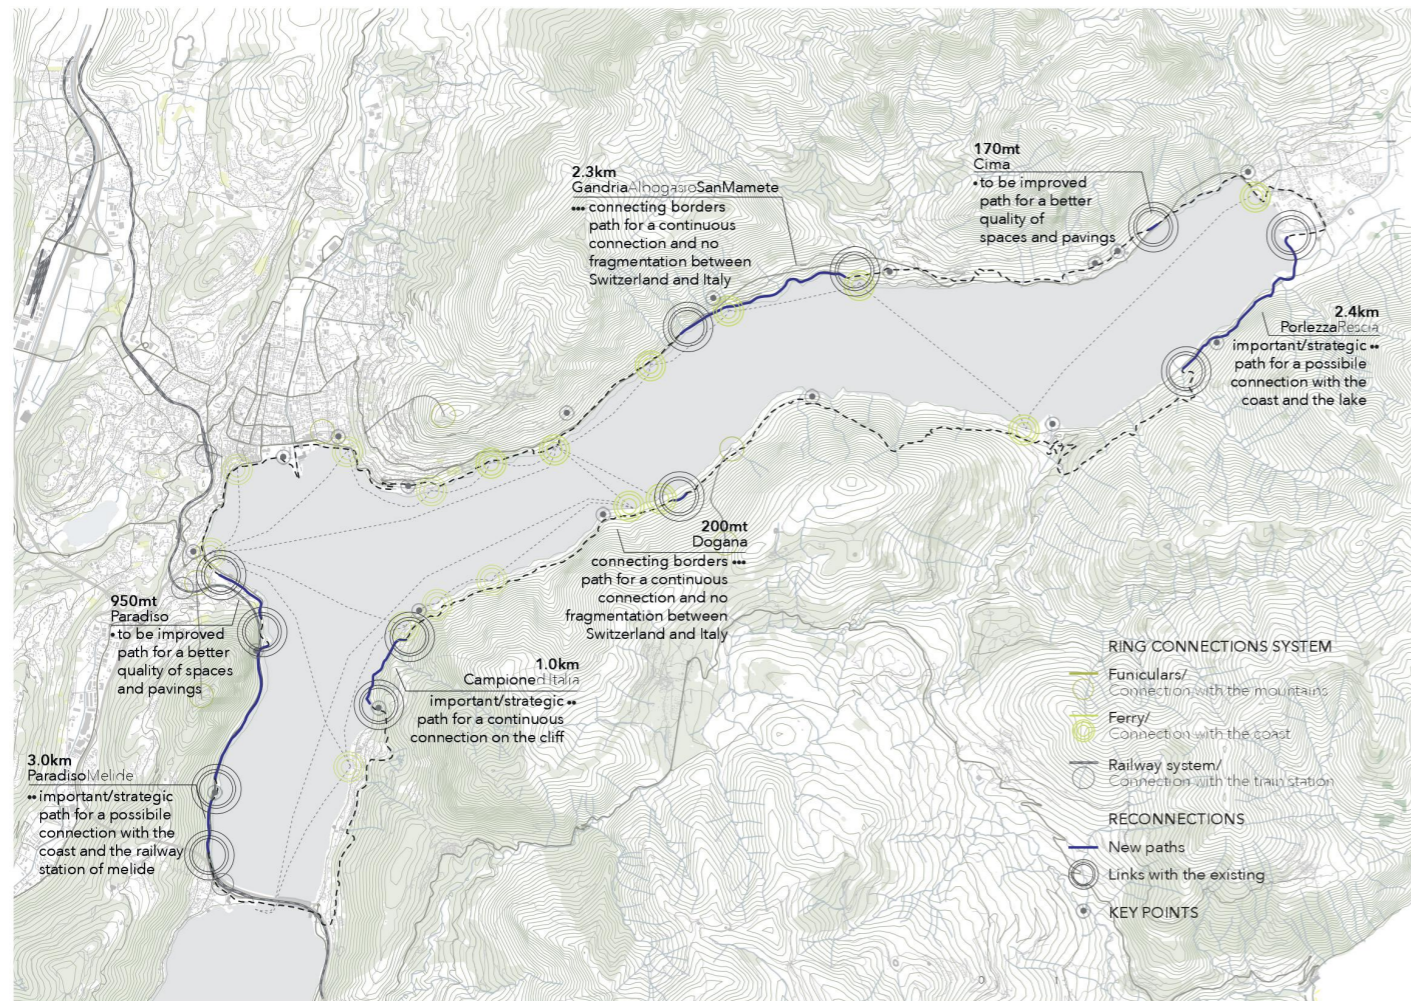 170mt
Cima
• to be improved
path for a better
quality of
spaces and pavings
2.3km
GandriaAlbogasioSanMamete
••• connecting borders
path for a continuous
connection and no
fragmentation between
Switzerland and Italy
2.4km
PorlezzaRescia
important/strategic ••
path for a possibile
connection with the
coast and the lake
200mt
Dogana
connecting borders •••
path for a continuous
connection and no
fragmentation between
Switzerland and Italy
950mt
Paradiso
• to be improved
path for a better
quality of spaces
and pavings
1.0km
Campioned'Italia
important/strategic ••
path for a continuous
connection on the cliff
3.0km
ParadisoMelide
•• important/strategic
path for a possibile
connection with the
coast and the railway
station of melide
RING CONNECTIONS SYSTEM
Funiculars/
Connection with the mountains
Ferry/
Connection with the coast
Railway system/
Connection with the train station
RECONNECTIONS
New paths
Links with the existing
KEY POINTS